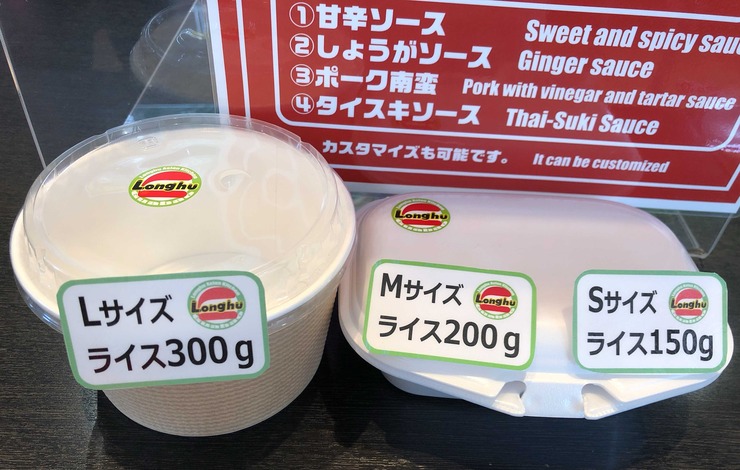 ①甘辛ソース Sweet and spicy sau
②しょうがソース Ginger sauce
③ポーク南蛮 Pork with vinegar and tartar sauce
④タイスキソース Thai-Suki Sauce
カスタマイズも可能です。 It can be customized
Longhu
Longhu
Lサイズ Longhu
ライス300g
Mサイズ Longhu
ライス200g
Sサイズ Longhu
ライス150g